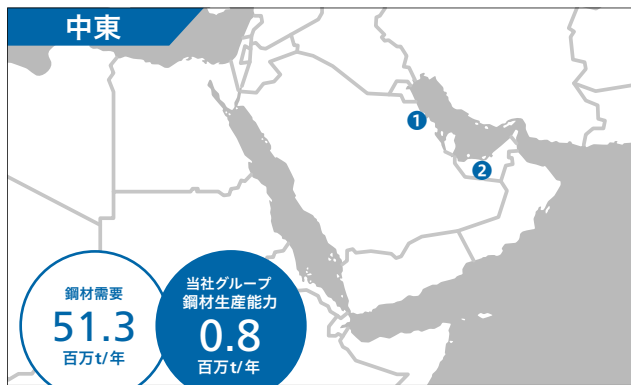 中東
1
2
鋼材需要
51.3
百万t/年
当社グループ
鋼材生産能力
0.8
百万t/年